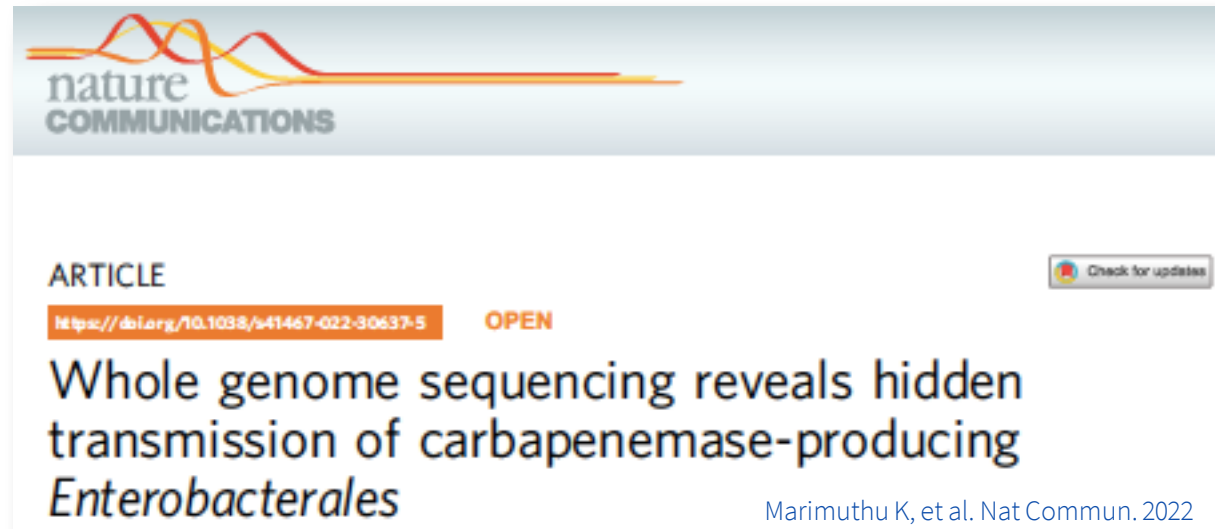 nature
COMMUNICATIONS
ARTICLE
Check for updates
https://doi.org/10.1038/s41467-022-30637-5
OPEN
Whole genome sequencing reveals hidden
transmission of carbapenemase-producing
Enterobacterales
Marimuthu K, et al. Nat Commun. 2022